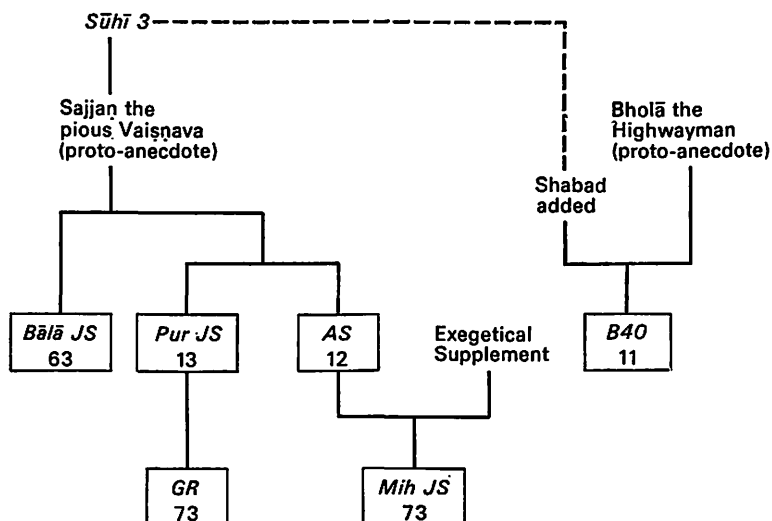 Sūhī 3
Sajjaṇ the
pious Vaiṣṇava
(proto-anecdote)
Bholā the
Highwayman
(proto-anecdote)
Shabad
added
Bālā JS
63
Pur JS
13
AS
12
Exegetical
Supplement
B40
11
GR
73
Mih JS
73